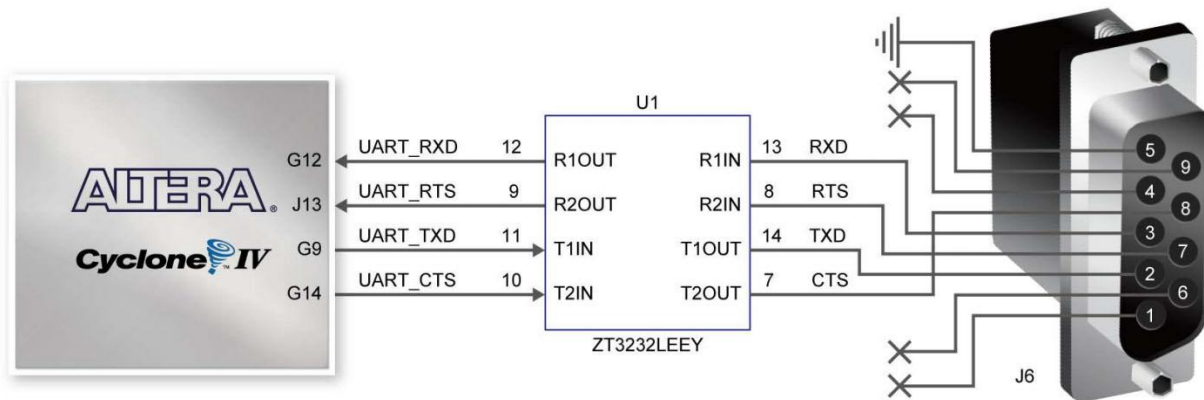 U1
5
9
4
8
3
7
2
6
1
ALTERA®
Cyclone™ IV
G12 UART_RXD 12 R1OUT R1IN 13 RXD
J13 UART_RTS 9 R2OUT R2IN 8 RTS
G9 UART_TXD 11 T1IN T1OUT 14 TXD
G14 UART_CTS 10 T2IN T2OUT 7 CTS
ZT3232LEEY
J6